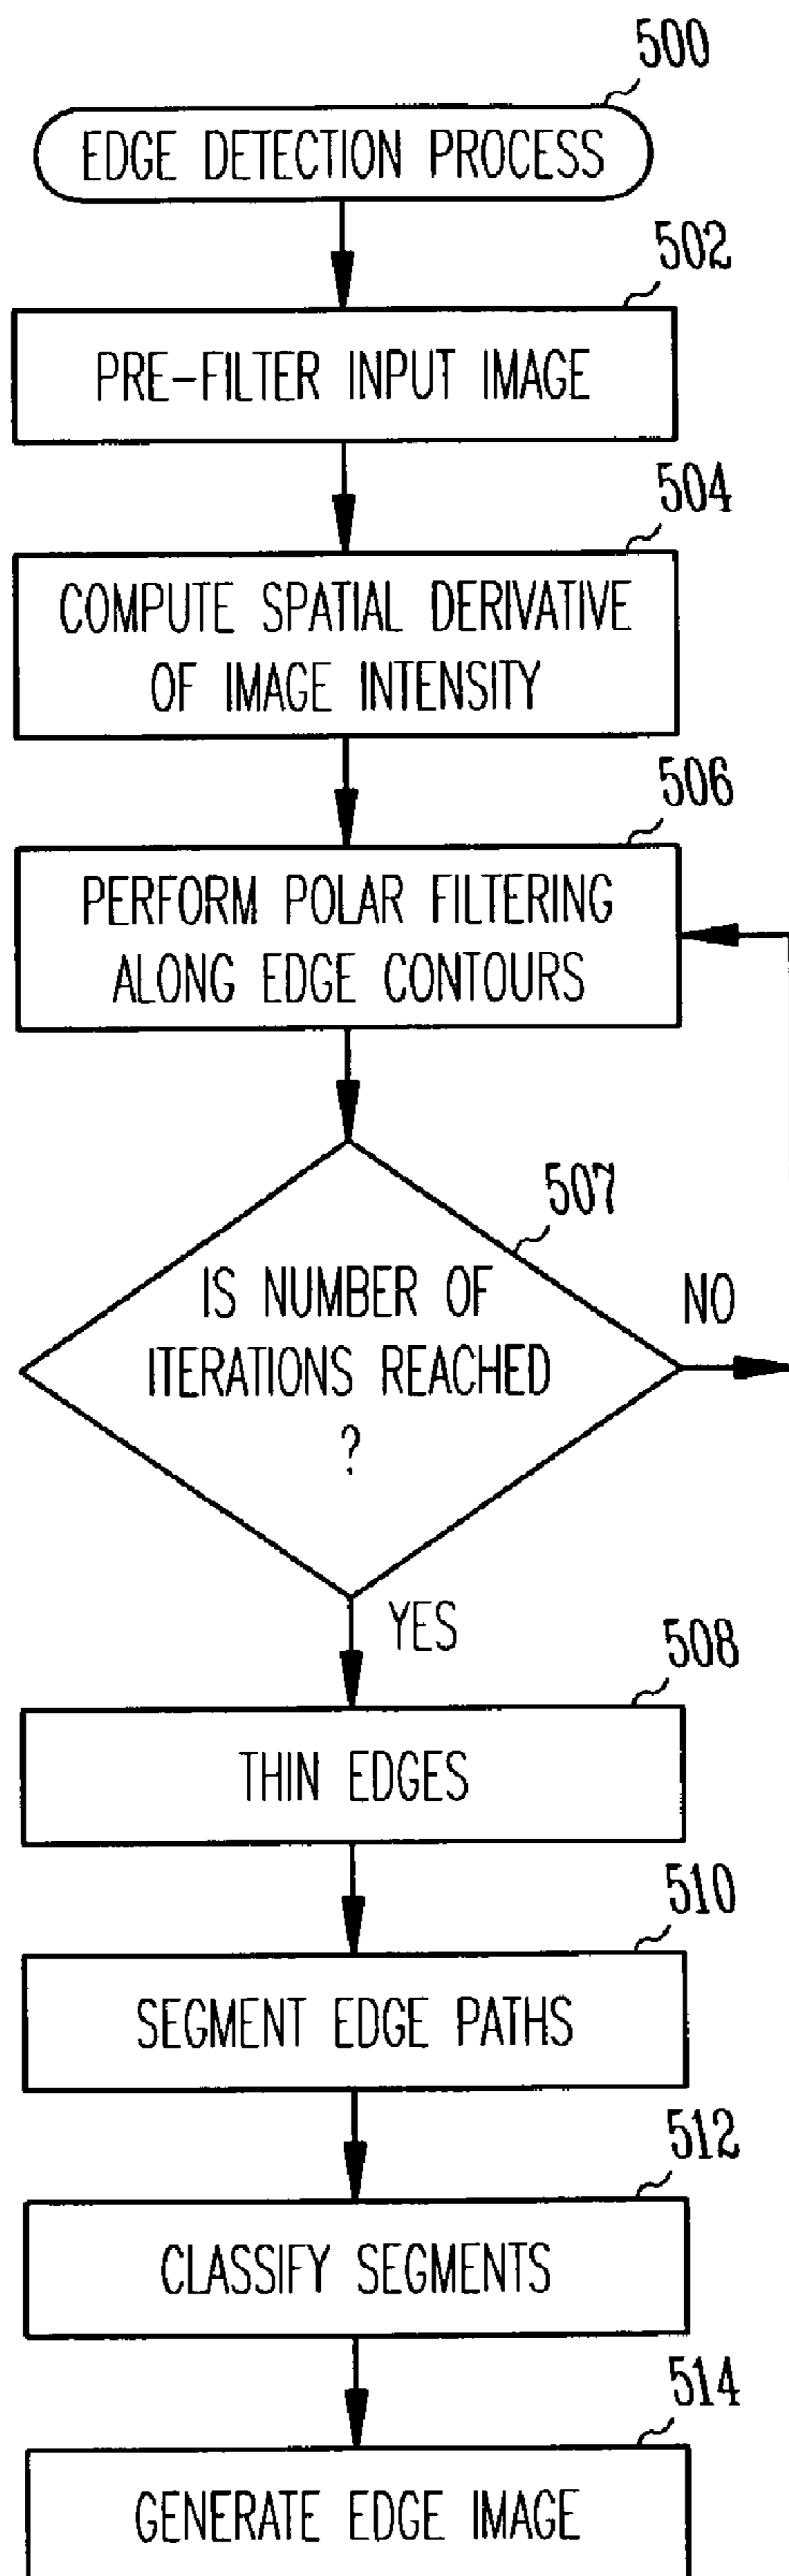 500
EDGE DETECTION PROCESS
502
PRE-FILTER INPUT IMAGE
504
COMPUTE SPATIAL DERIVATIVE
OF IMAGE INTENSITY
506
PERFORM POLAR FILTERING
ALONG EDGE CONTOURS
507
IS NUMBER OF
ITERATIONS REACHED
?
NO
YES
508
THIN EDGES
510
SEGMENT EDGE PATHS
512
CLASSIFY SEGMENTS
514
GENERATE EDGE IMAGE